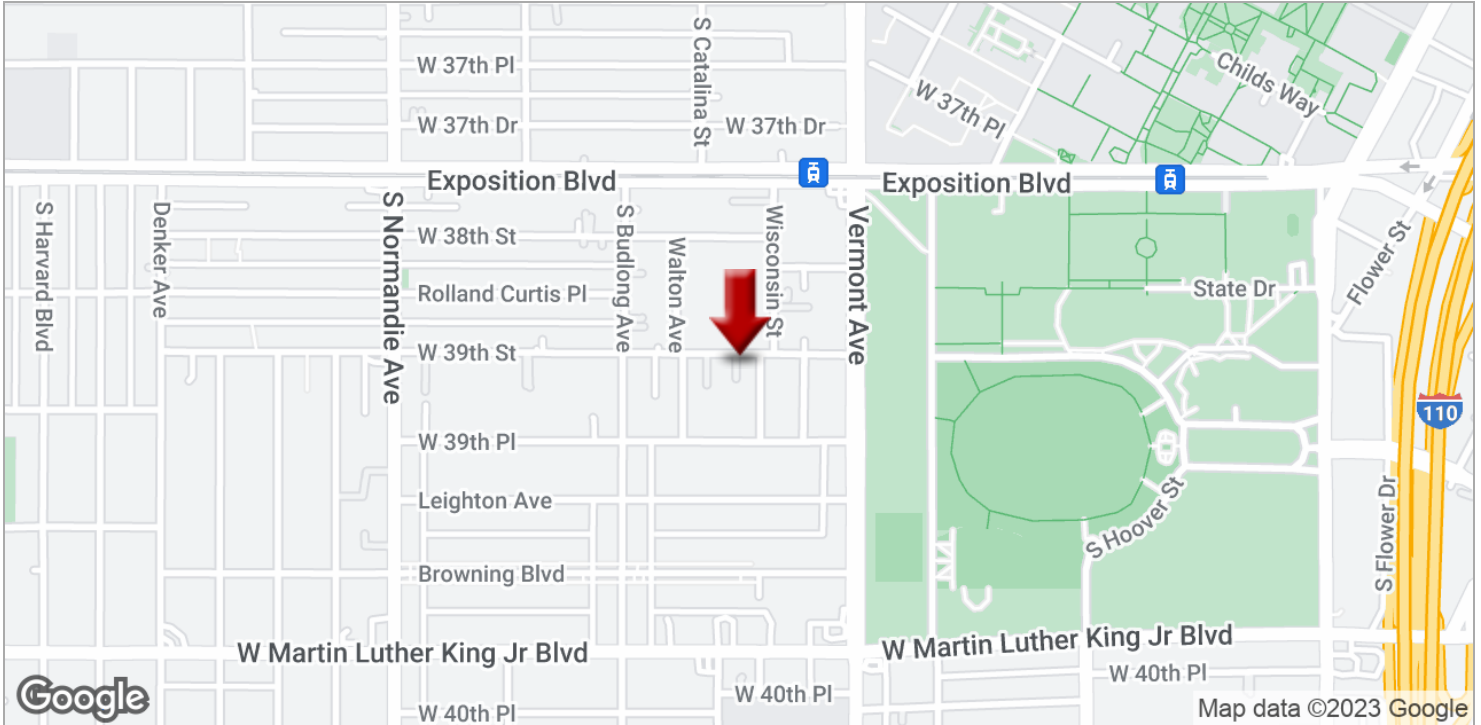 S Catalina St
W 37th Pl
Childs Way
W 37th Pl
W 37th Dr
W 37th Dr
Exposition Blvd
Exposition Blvd
S Harvard Blvd
Denker Ave
S Normandie Ave
W 38th St
S Budlong Ave
Walton Ave
Wisconsin St
Vermont Ave
Flower St
Rolland Curtis Pl
State Dr
W 39th St
110
W 39th Pl
Leighton Ave
S Hoover St
S Flower Dr
Browning Blvd
W Martin Luther King Jr Blvd
W Martin Luther King Jr Blvd
W 40th Pl
W 40th Pl
W 40th Pl
Google
Map data ©2023 Google